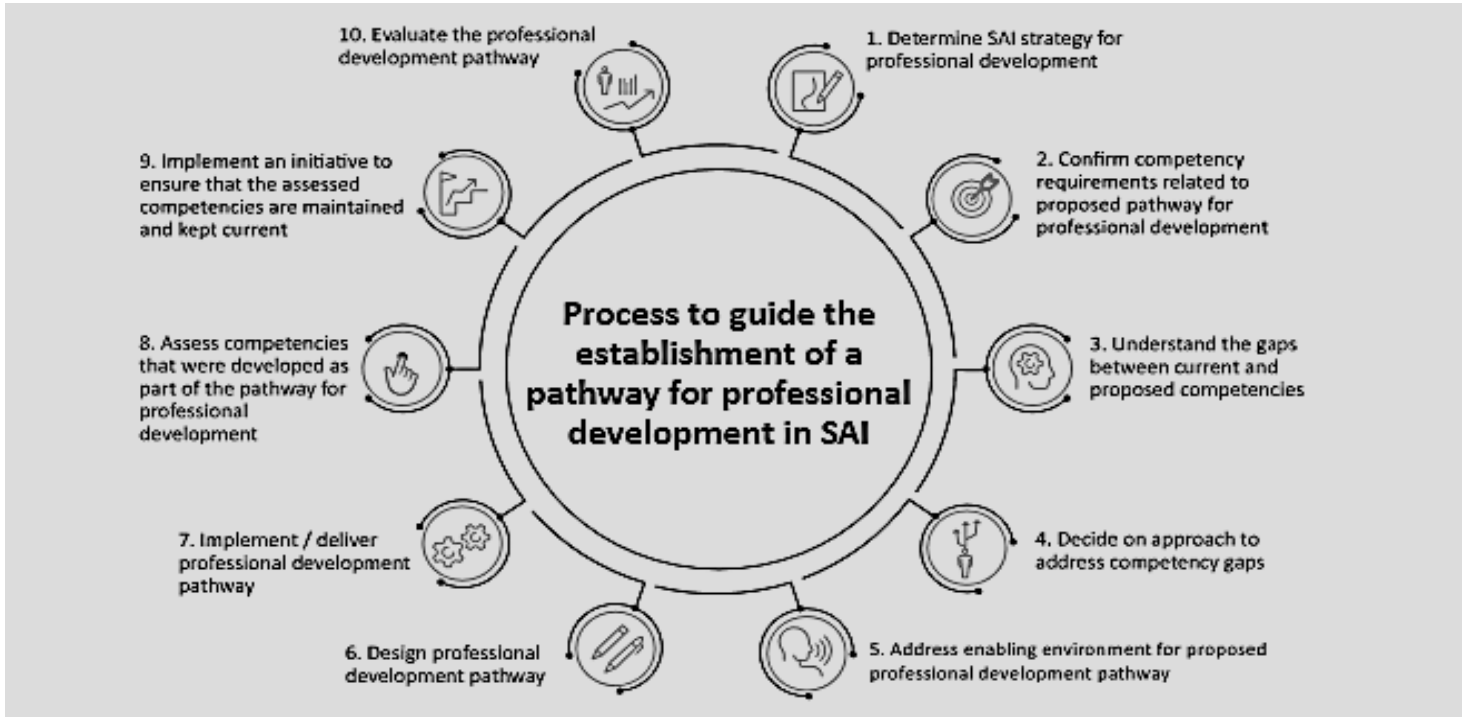 Process to guide the
establishment of a
pathway for professional
development in SAI
1. Determine SAI strategy for
professional development
2. Confirm competency
requirements related to
proposed pathway for
professional development
3. Understand the gaps
between current and
proposed competencies
4. Decide on approach to
address competency gaps
5. Address enabling environment for proposed
professional development pathway
6. Design professional
development pathway
7. Implement / deliver
professional development
pathway
8. Assess competencies
that were developed as
part of the pathway for
professional
development
9. Implement an initiative to
ensure that the assessed
competencies are maintained
and kept current
10. Evaluate the professional
development pathway